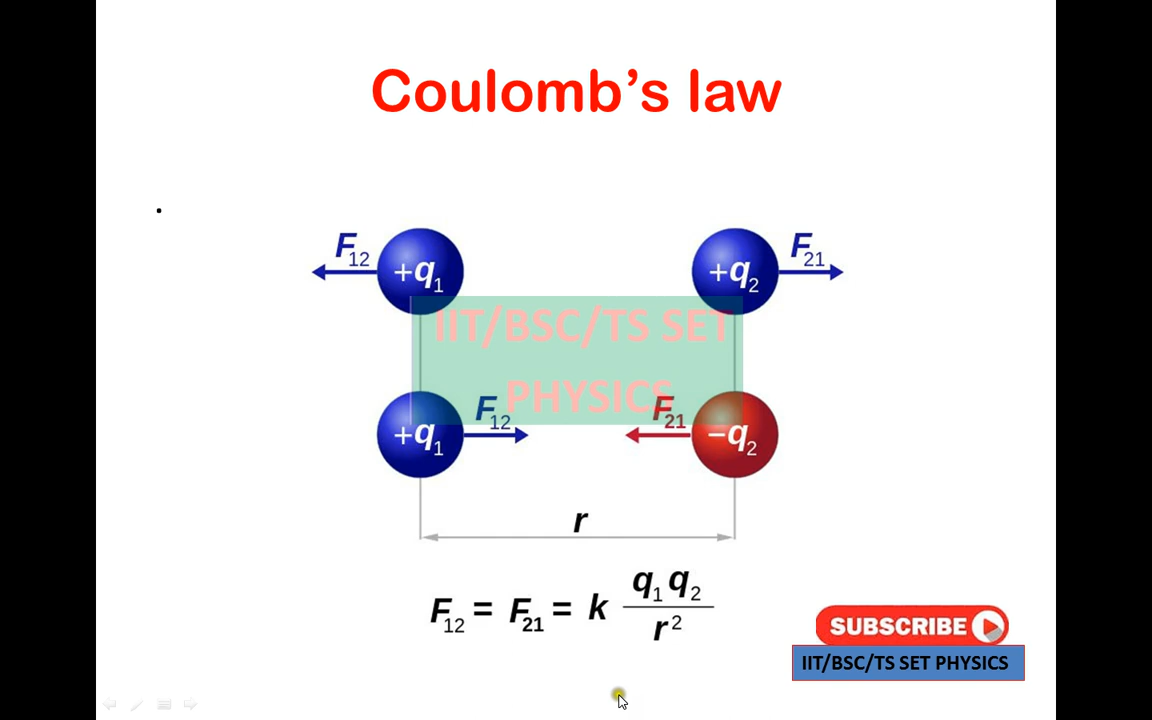 Coulomb's law
.
F12 +q1 +q2 F21
IIT/BSC/TS SET
PHYSICS
+q1 F12 F21 −q2
r
F12 = F21 = k q1 q2 / r2
SUBSCRIBE
IIT/BSC/TS SET PHYSICS